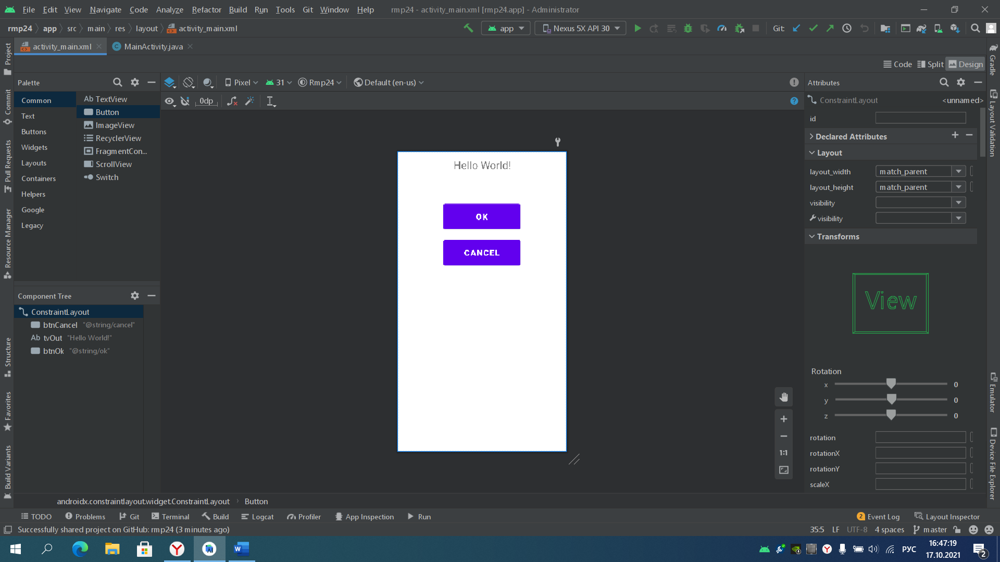 File Edit View Navigate Code Analyze Refactor Build Run Tools Git Window Help rmp24 - activity_main.xml [rmp24.app] - Administrator
rmp24 app src main res layout activity_main.xml app Nexus 5X API 30 Git:
activity_main.xml MainActivity.java
Code Split Design
Palette Pixel 31 Rmp24 Default (en-us) Attributes
0dp
Common
Text
Buttons
Widgets
Layouts
Containers
Helpers
Google
Legacy
Ab TextView
Button
ImageView
RecyclerView
FragmentCon...
ScrollView
Switch
Component Tree
ConstraintLayout
btnCancel "@string/cancel"
Ab tvOut "Hello World!"
btnOk "@string/ok"
Hello World!
OK
CANCEL
1:1
ConstraintLayout <unnamed>
id
Declared Attributes
Layout
layout_width match_parent
layout_height match_parent
visibility
visibility
Transforms
View
Rotation
x 0
y 0
z 0
rotation
rotationX
rotationY
scaleX
Project
Commit
Pull Requests
Resource Manager
Structure
Favorites
Build Variants
Gradle
Layout Validation
Emulator
Device File Explorer
androidx.constraintlayout.widget.ConstraintLayout Button
TODO Problems Git Terminal Build Logcat Profiler App Inspection Run 2 Event Log Layout Inspector
Successfully shared project on GitHub: rmp24 (3 minutes ago) 35:5 LF UTF-8 4 spaces master
РУС
16:47:19
17.10.2021
2